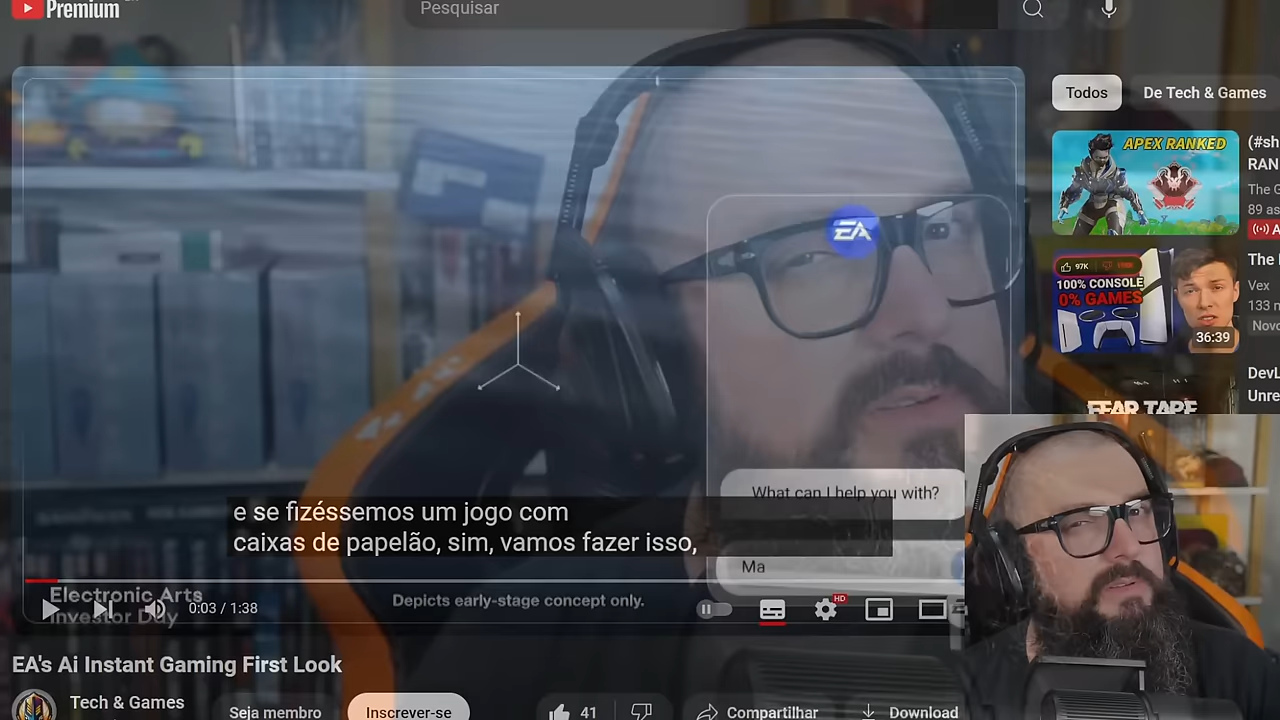 Premium
Pesquisar
Todos
De Tech & Games
APEX RANKED
(#sh
RAN
The G
89 as
EA
97K
100% CONSOLE
0% GAMES
36:39
The
Vex
133 m
Novo
DevL
Unre
FEAR TAPE
What can I help you with?
e se fizéssemos um jogo com
caixas de papelão, sim, vamos fazer isso,
Ma
Electronic Arts
Investor Day
0:03 / 1:38
Depicts early-stage concept only.
HD
EA's Ai Instant Gaming First Look
Tech & Games
Seja membro
Inscrever-se
41
Compartilhar
Download